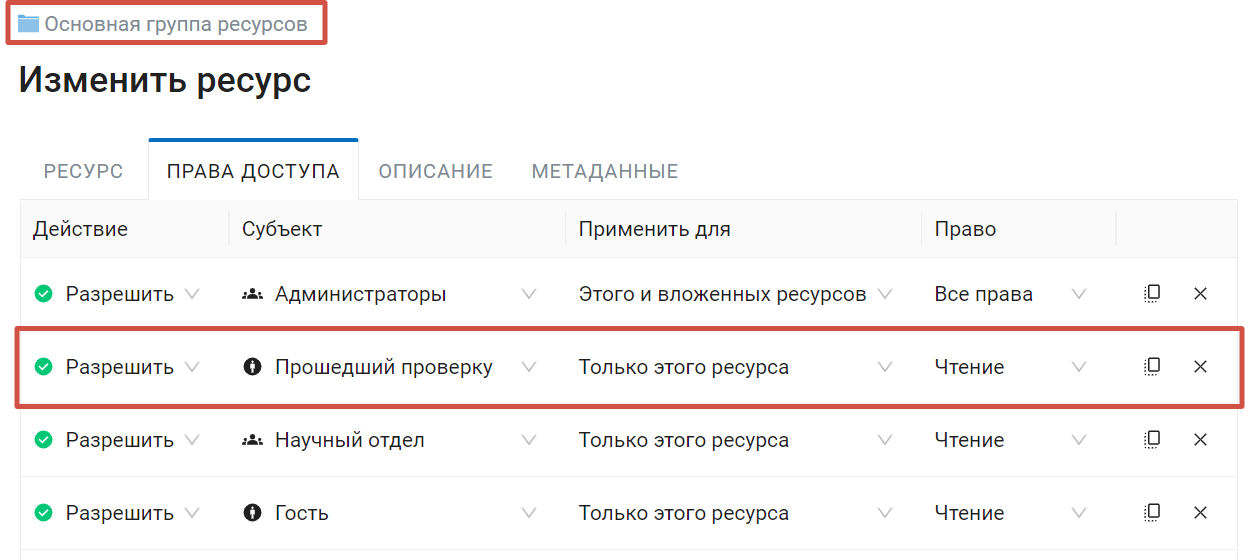 Основная группа ресурсов
Изменить ресурс
РЕСУРС ПРАВА ДОСТУПА ОПИСАНИЕ МЕТАДАННЫЕ
Действие Субъект Применить для Право
Разрешить Администраторы Этого и вложенных ресурсов Все права
Разрешить Прошедший проверку Только этого ресурса Чтение
Разрешить Научный отдел Только этого ресурса Чтение
Разрешить Гость Только этого ресурса Чтение